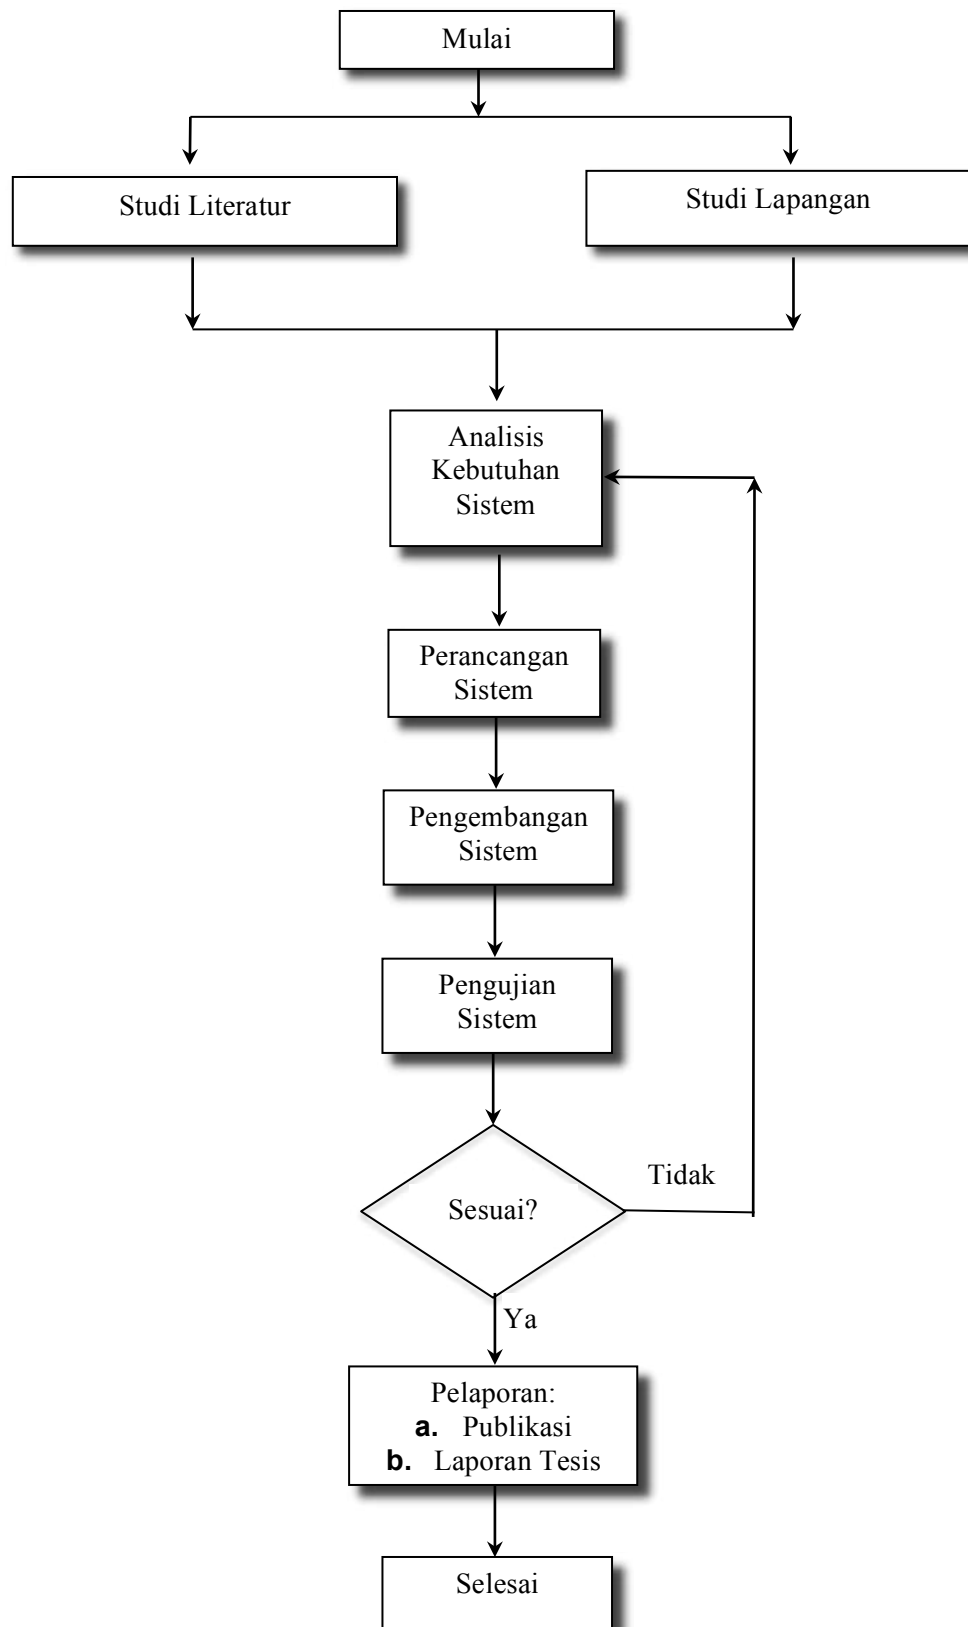 Mulai
Studi Literatur
Studi Lapangan
Analisis
Kebutuhan
Sistem
Perancangan
Sistem
Pengembangan
Sistem
Pengujian
Sistem
Sesuai?
Tidak
Ya
Pelaporan:
a. Publikasi
b. Laporan Tesis
Selesai